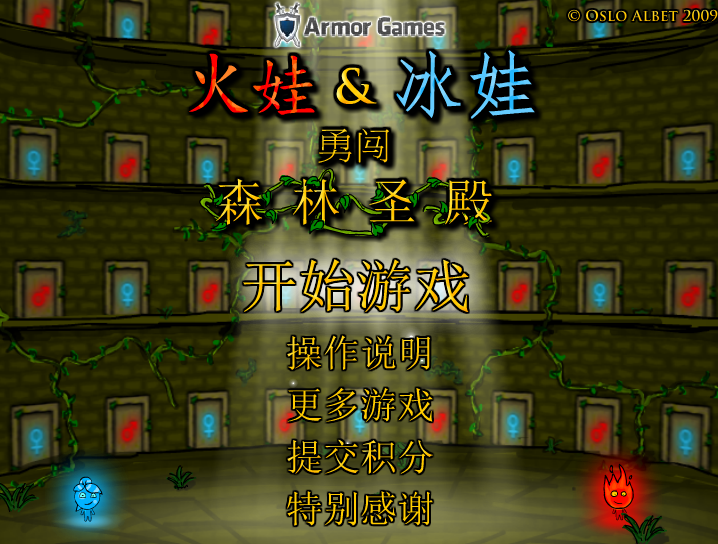 Armor Games
© Oslo Albet 2009
火娃 & 冰娃
勇闯
森林圣殿
开始游戏
操作说明
更多游戏
提交积分
特别感谢